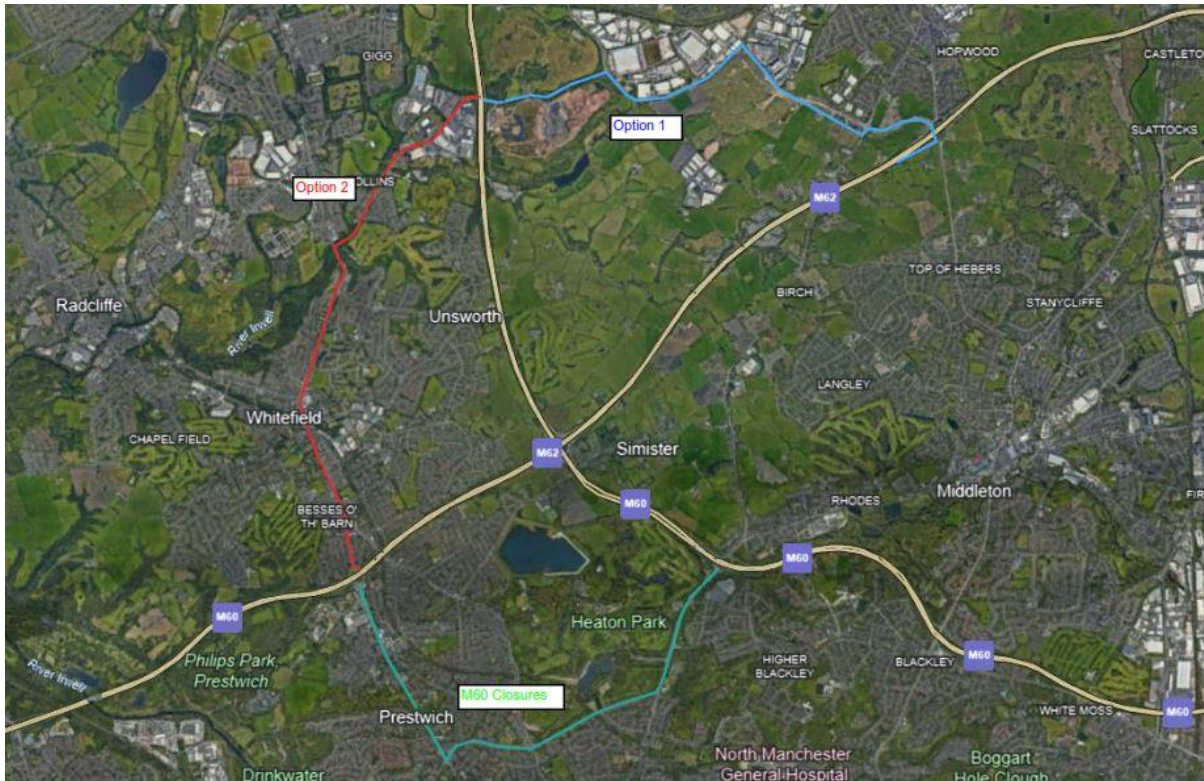 GIGG
HOPWOOD
CASTLETO
Option 1
SLATTOCKS
OLLINS
Option 2
M62
TOP OF HEBERS
BIRCH
STANYCLIFFE
Radcliffe
Unsworth
River Irwell
LANGLEY
Whitefield
CHAPEL FIELD
M62
Simister
Middleton
FIR
M60
RHODES
BESSES O'
TH' BARN
M60
M60
Heaton Park
Philips Park,
Prestwich
HIGHER
BLACKLEY
BLACKLEY
M60
River Irwell
M60 Closures
Prestwich
WHITE MOSS
M60
Drinkwater
North Manchester
General Hospital
Boggart
Hole Clough